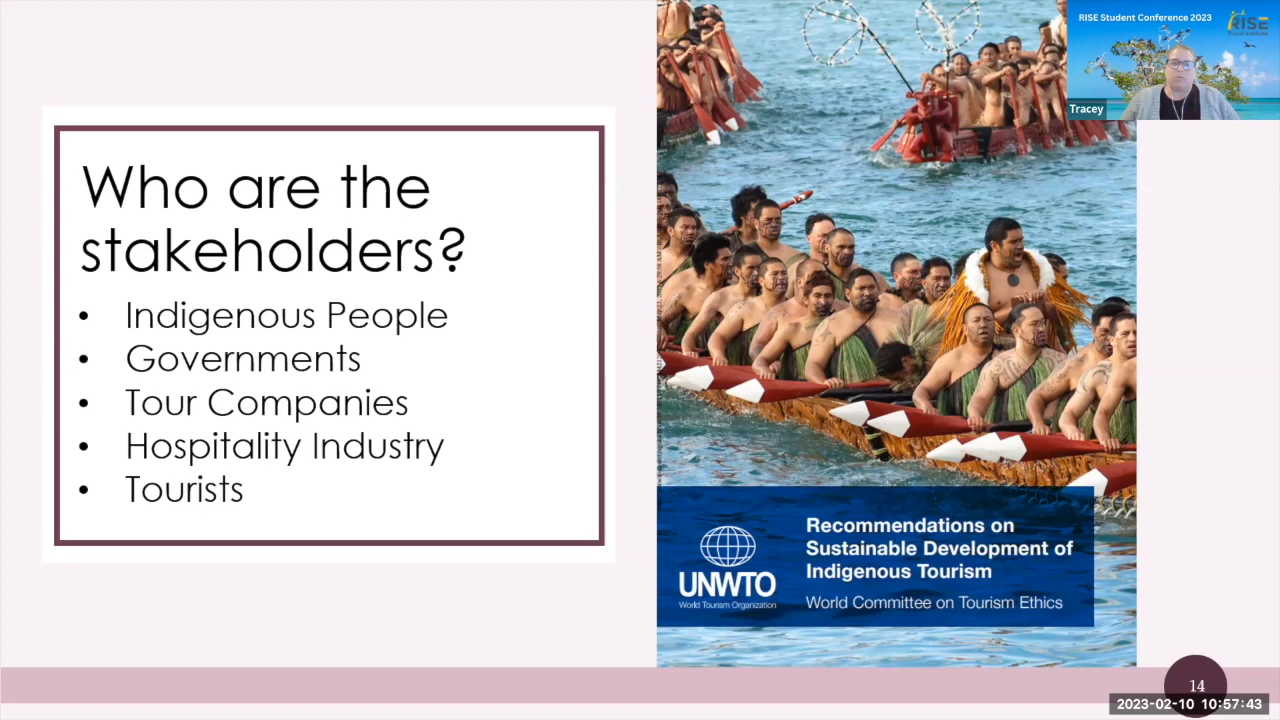 Who are the
stakeholders?
• Indigenous People
• Governments
• Tour Companies
• Hospitality Industry
• Tourists
RISE Student Conference 2023
RISE
Travel Institute
Tracey
UNWTO
World Tourism Organization
Recommendations on
Sustainable Development of
Indigenous Tourism
World Committee on Tourism Ethics
14
2023-02-10 10:57:43